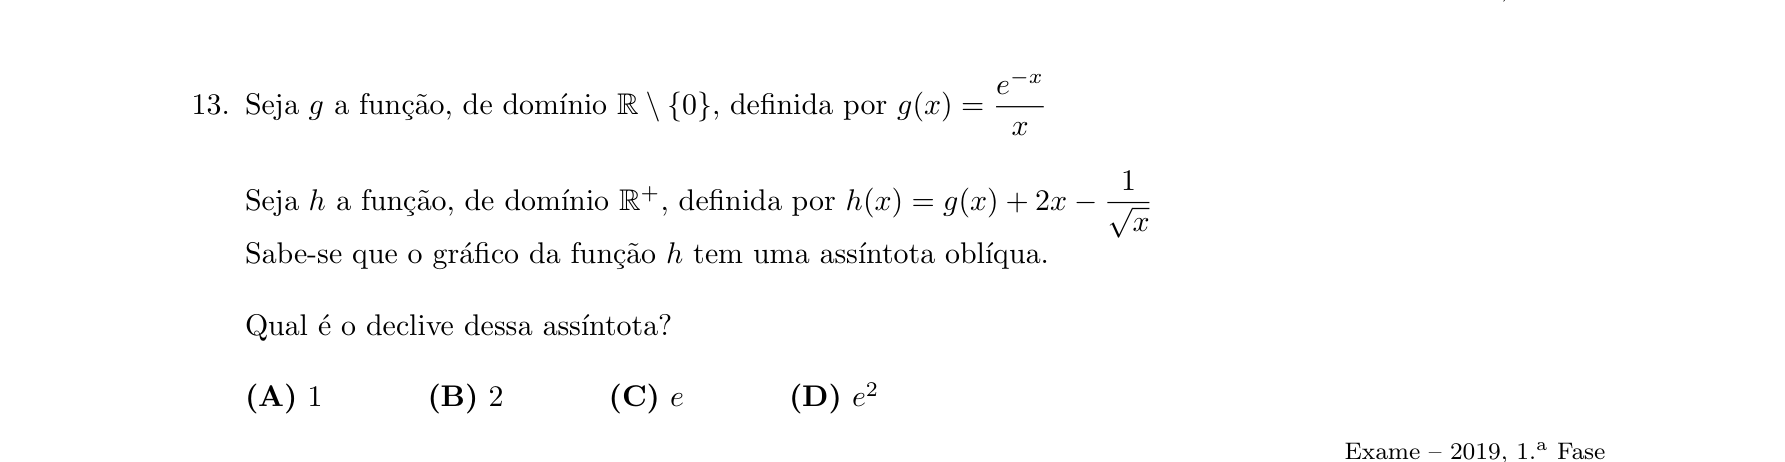 13. Seja g a função, de domínio ℝ \ {0}, definida por g(x) = e^{-x}/x
Seja h a função, de domínio ℝ⁺, definida por h(x) = g(x) + 2x − 1/√x
Sabe-se que o gráfico da função h tem uma assíntota oblíqua.
Qual é o declive dessa assíntota?
(A) 1 (B) 2 (C) e (D) e²
Exame – 2019, 1.ª Fase